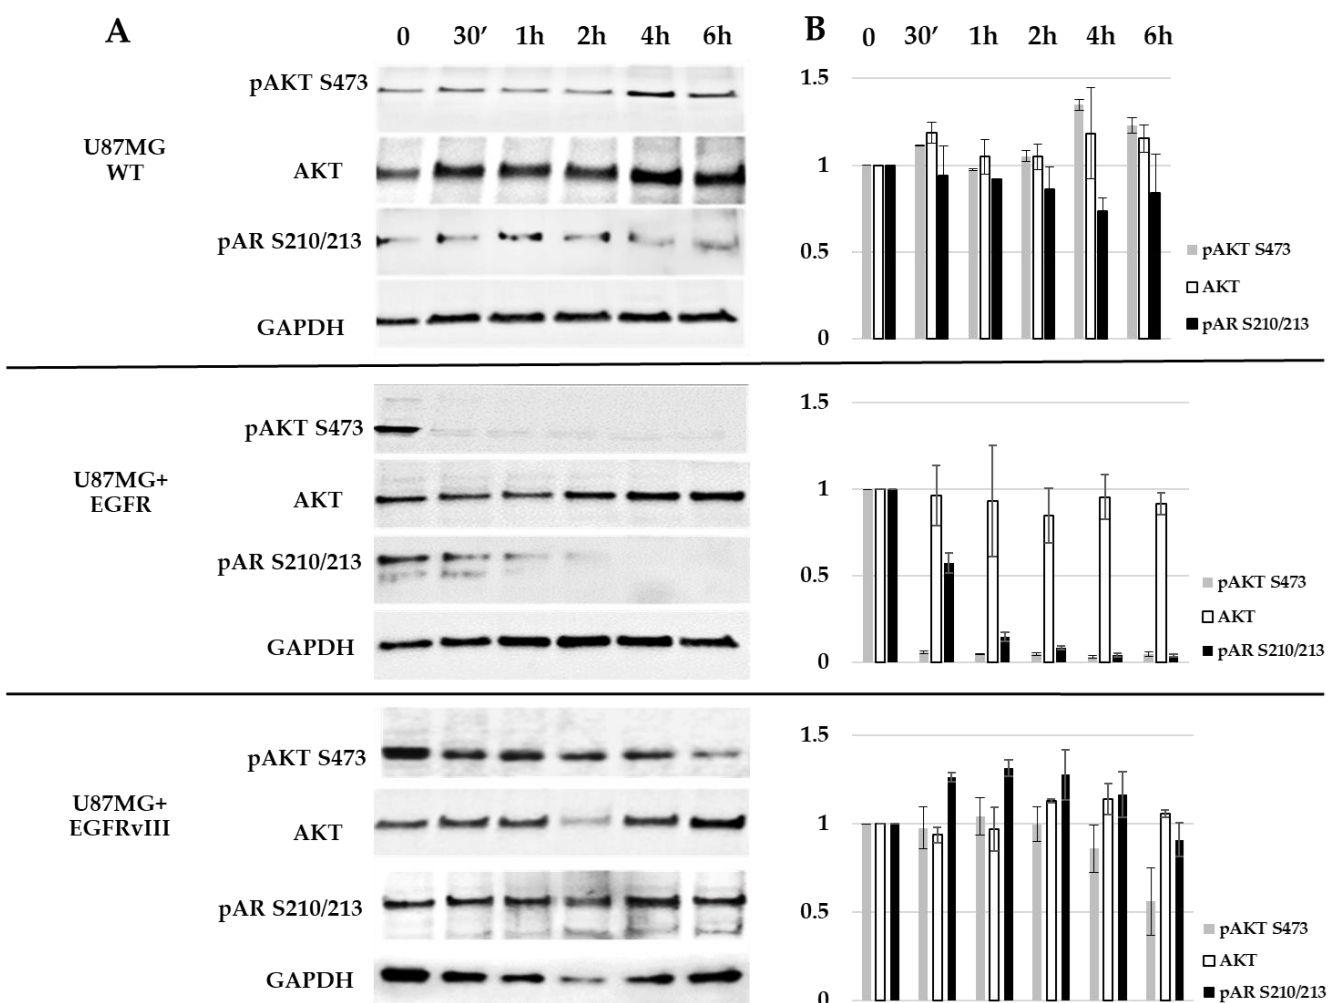 A
0 30′ 1h 2h 4h 6h
pAKT S473
U87MG
WT
AKT
pAR S210/213
GAPDH
B
0 30′ 1h 2h 4h 6h
1.5
1
0.5
0
pAKT S473
AKT
pAR S210/213
pAKT S473
U87MG+
EGFR
AKT
pAR S210/213
GAPDH
1.5
1
0.5
0
pAKT S473
AKT
pAR S210/213
pAKT S473
U87MG+
EGFRvIII
AKT
pAR S210/213
GAPDH
1.5
1
0.5
0
pAKT S473
AKT
pAR S210/213